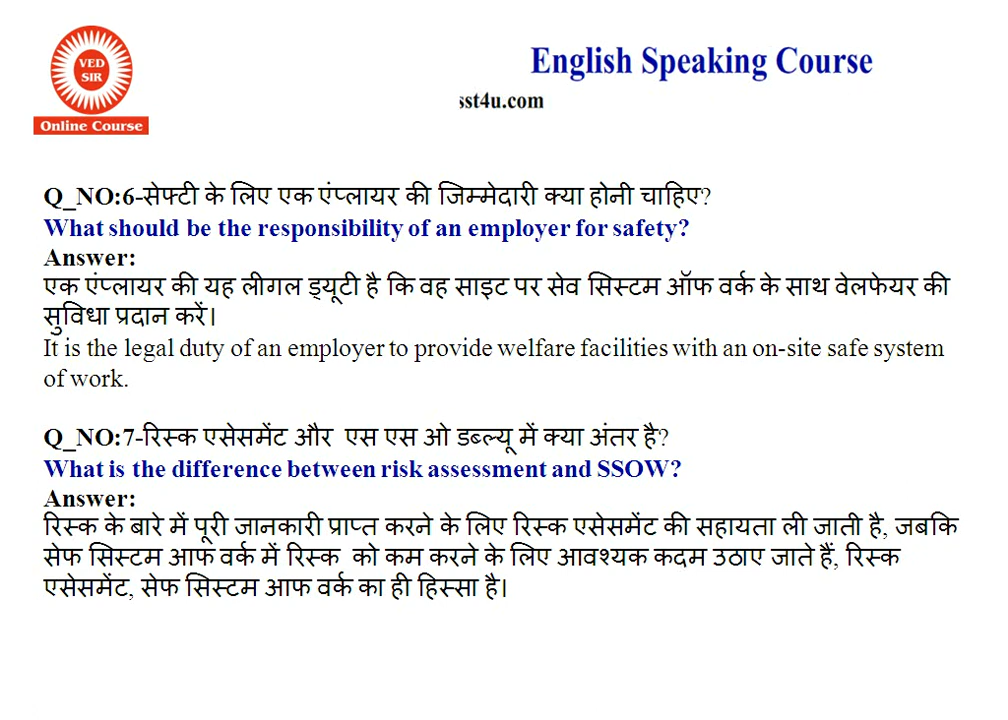 VED
SIR
Online Course
English Speaking Course
sst4u.com
Q_NO:6-सेफ्टी के लिए एक एंप्लायर की जिम्मेदारी क्या होनी चाहिए?
What should be the responsibility of an employer for safety?
Answer:
एक एंप्लायर की यह लीगल ड्यूटी है कि वह साइट पर सेव सिस्टम ऑफ वर्क के साथ वेलफेयर की
सुविधा प्रदान करें।
It is the legal duty of an employer to provide welfare facilities with an on-site safe system
of work.
Q_NO:7-रिस्क एसेसमेंट और एस एस ओ डब्ल्यू में क्या अंतर है?
What is the difference between risk assessment and SSOW?
Answer:
रिस्क के बारे में पूरी जानकारी प्राप्त करने के लिए रिस्क एसेसमेंट की सहायता ली जाती है, जबकि
सेफ सिस्टम आफ वर्क में रिस्क को कम करने के लिए आवश्यक कदम उठाए जाते हैं, रिस्क
एसेसमेंट, सेफ सिस्टम आफ वर्क का ही हिस्सा है।